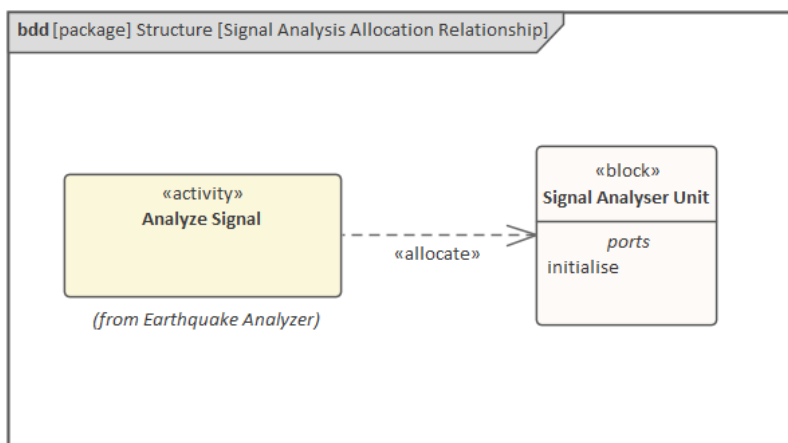 bdd [package] Structure [Signal Analysis Allocation Relationship]
«activity»
Analyze Signal
(from Earthquake Analyzer)
«allocate»
«block»
Signal Analyser Unit
ports
initialise